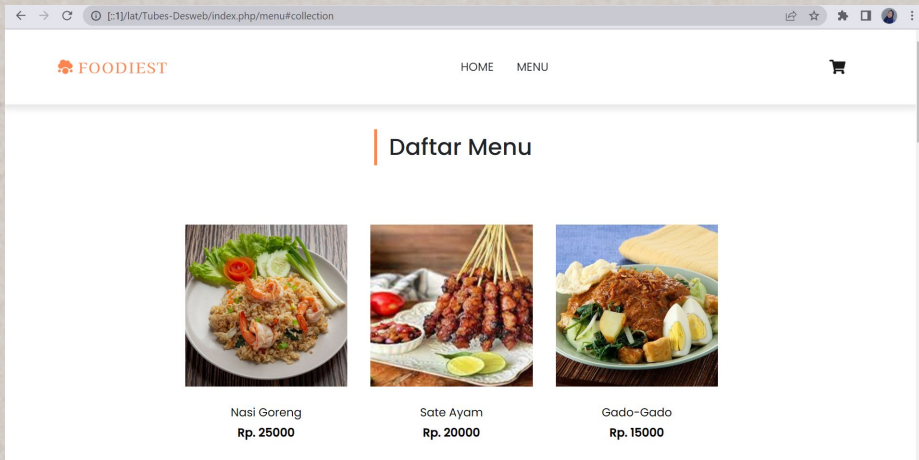 [::1]/lat/Tubes-Desweb/index.php/menu#collection
FOODIEST
HOME MENU
Daftar Menu
Nasi Goreng
Rp. 25000
Sate Ayam
Rp. 20000
Gado-Gado
Rp. 15000